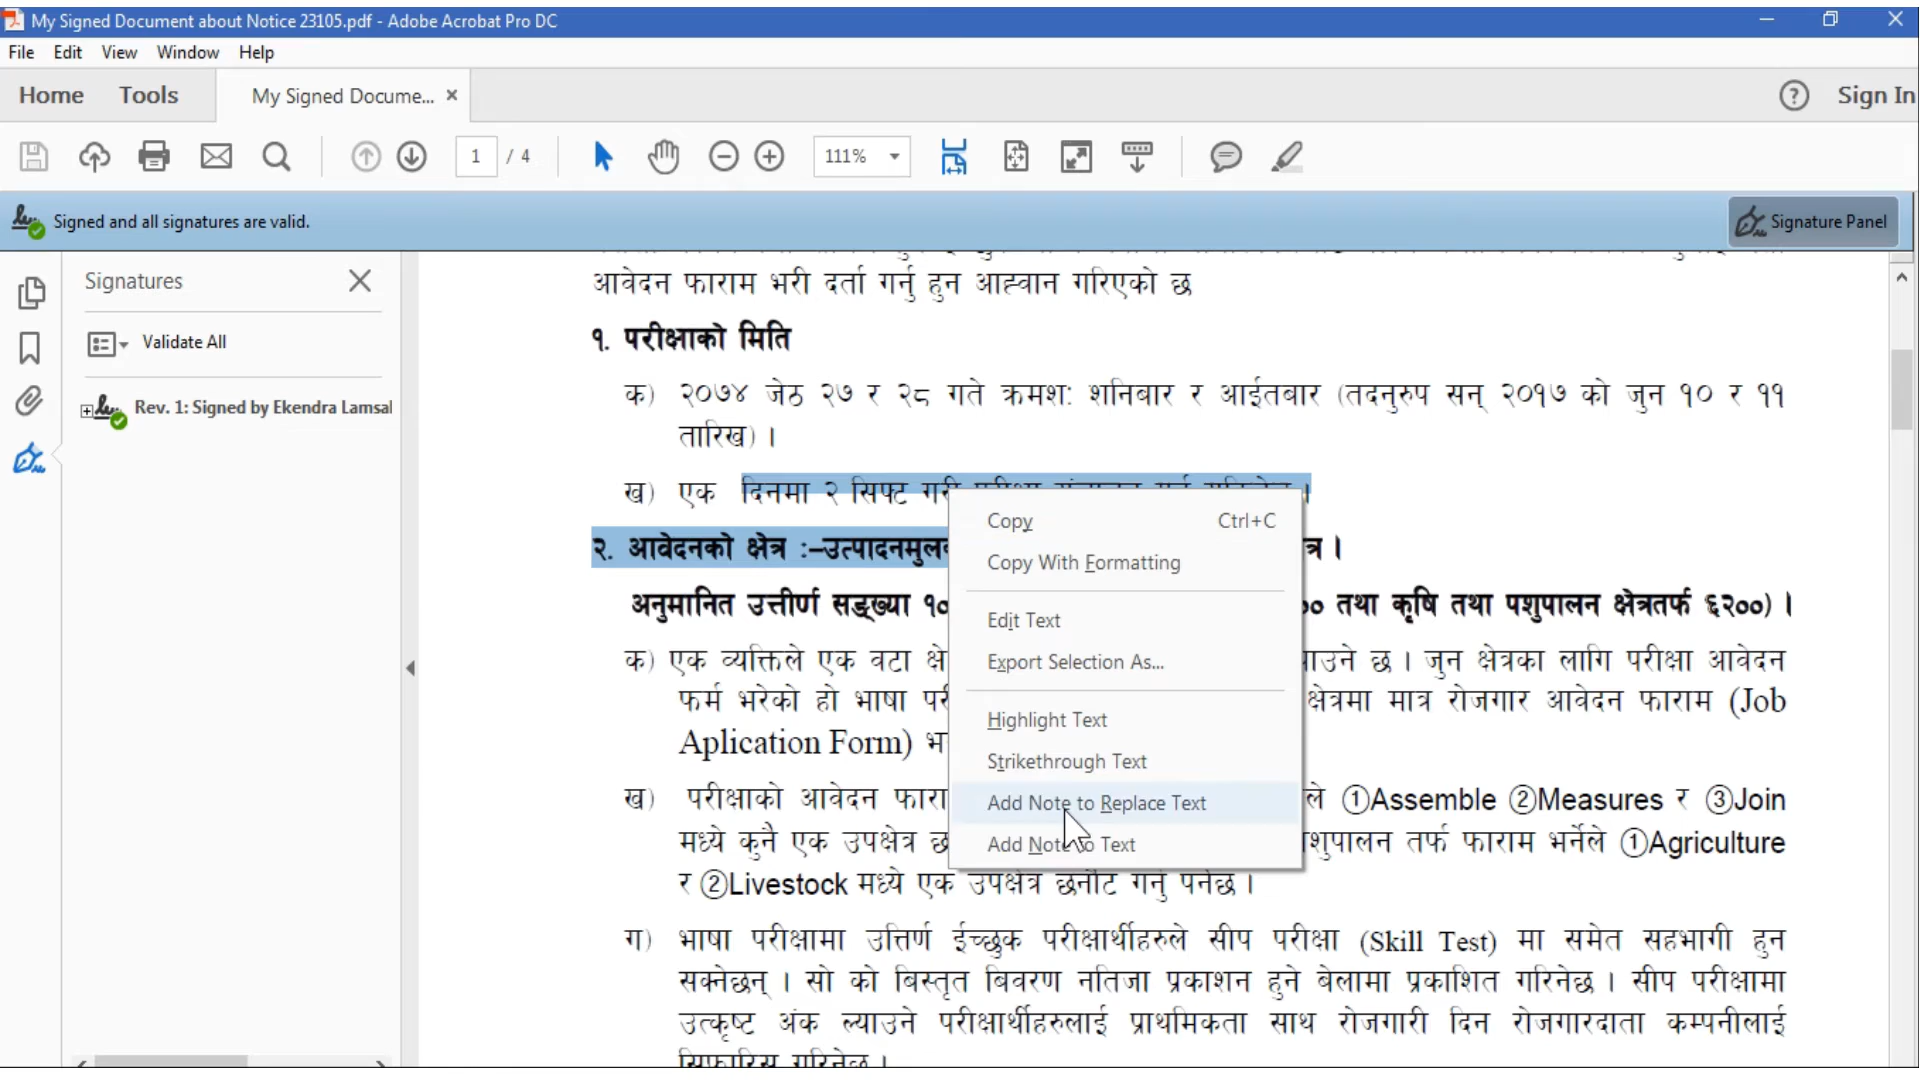 My Signed Document about Notice 23105.pdf - Adobe Acrobat Pro DC
File Edit View Window Help
Home Tools My Signed Docume... × ? Sign In
1 / 4 111%
Signed and all signatures are valid. Signature Panel
Signatures
Validate All
Rev. 1: Signed by Ekendra Lamsal
आवेदन फाराम भरी दर्ता गर्नु हुन आह्वान गरिएको छ
१. परीक्षाको मिति
क) २०७४ जेठ २७ र २८ गते क्रमश: शनिबार र आईतबार (तदनुरुप सन् २०१७ को जुन १० र ११
तारिख) ।
ख) एक दिनमा २ सिफ्ट गरी
२. आवेदनको क्षेत्र :–उत्पादनमुल त्र ।
अनुमानित उत्तीर्ण सङ्ख्या १० ०० तथा कृषि तथा पशुपालन क्षेत्रतर्फ ६२००) ।
क) एक व्यक्तिले एक वटा क्षे ाउने छ । जुन क्षेत्रका लागि परीक्षा आवेदन
फर्म भरेको हो भाषा परी क्षेत्रमा मात्र रोजगार आवेदन फाराम (Job
Aplication Form) भ
ख) परीक्षाको आवेदन फारा ले ①Assemble ②Measures र ③Join
मध्ये कुनै एक उपक्षेत्र छ शुपालन तर्फ फाराम भर्नेले ①Agriculture
र ②Livestock मध्ये एक उपक्षेत्र छनौट गर्नु पर्नेछ ।
ग) भाषा परीक्षामा उत्तिर्ण ईच्छुक परीक्षार्थीहरुले सीप परीक्षा (Skill Test) मा समेत सहभागी हुन
सक्नेछन् । सो को बिस्तृत बिवरण नतिजा प्रकाशन हुने बेलामा प्रकाशित गरिनेछ । सीप परीक्षामा
उत्कृष्ट अंक ल्याउने परीक्षार्थीहरुलाई प्राथमिकता साथ रोजगारी दिन रोजगारदाता कम्पनीलाई
सिफारिस गरिनेछ ।
Copy Ctrl+C
Copy With Formatting
Edit Text
Export Selection As...
Highlight Text
Strikethrough Text
Add Note to Replace Text
Add Note to Text